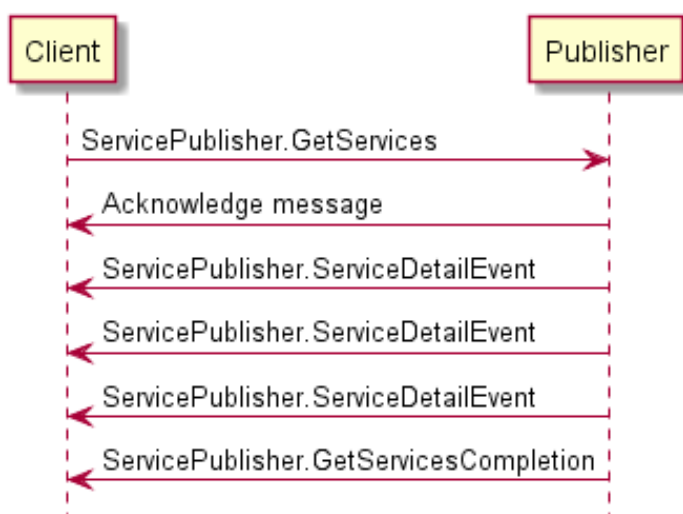 Client
Publisher
ServicePublisher.GetServices
Acknowledge message
ServicePublisher.ServiceDetailEvent
ServicePublisher.ServiceDetailEvent
ServicePublisher.ServiceDetailEvent
ServicePublisher.GetServicesCompletion